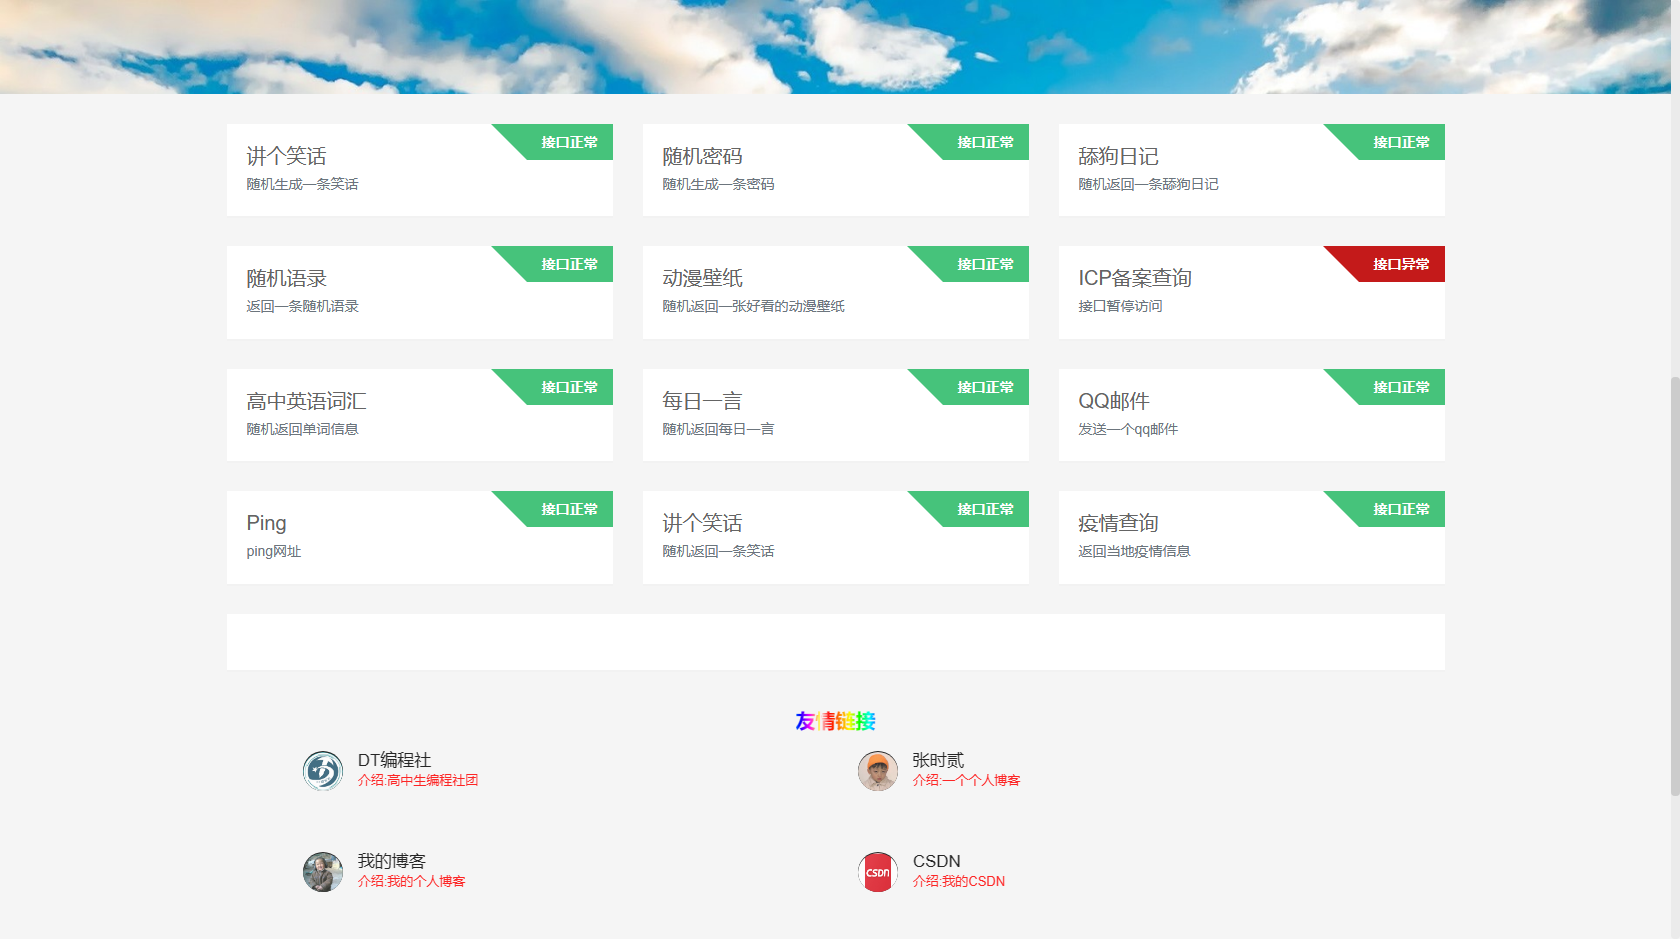 讲个笑话
接口正常
随机生成一条笑话
随机密码
接口正常
随机生成一条密码
舔狗日记
接口正常
随机返回一条舔狗日记
随机语录
接口正常
返回一条随机语录
动漫壁纸
接口正常
随机返回一张好看的动漫壁纸
ICP备案查询
接口异常
接口暂停访问
高中英语词汇
接口正常
随机返回单词信息
每日一言
接口正常
随机返回每日一言
QQ邮件
接口正常
发送一个qq邮件
Ping
接口正常
ping网址
讲个笑话
接口正常
随机返回一条笑话
疫情查询
接口正常
返回当地疫情信息
友情链接
DT编程社
介绍:高中生编程社团
张时贰
介绍:一个个人博客
我的博客
介绍:我的个人博客
CSDN
CSDN
介绍:我的CSDN